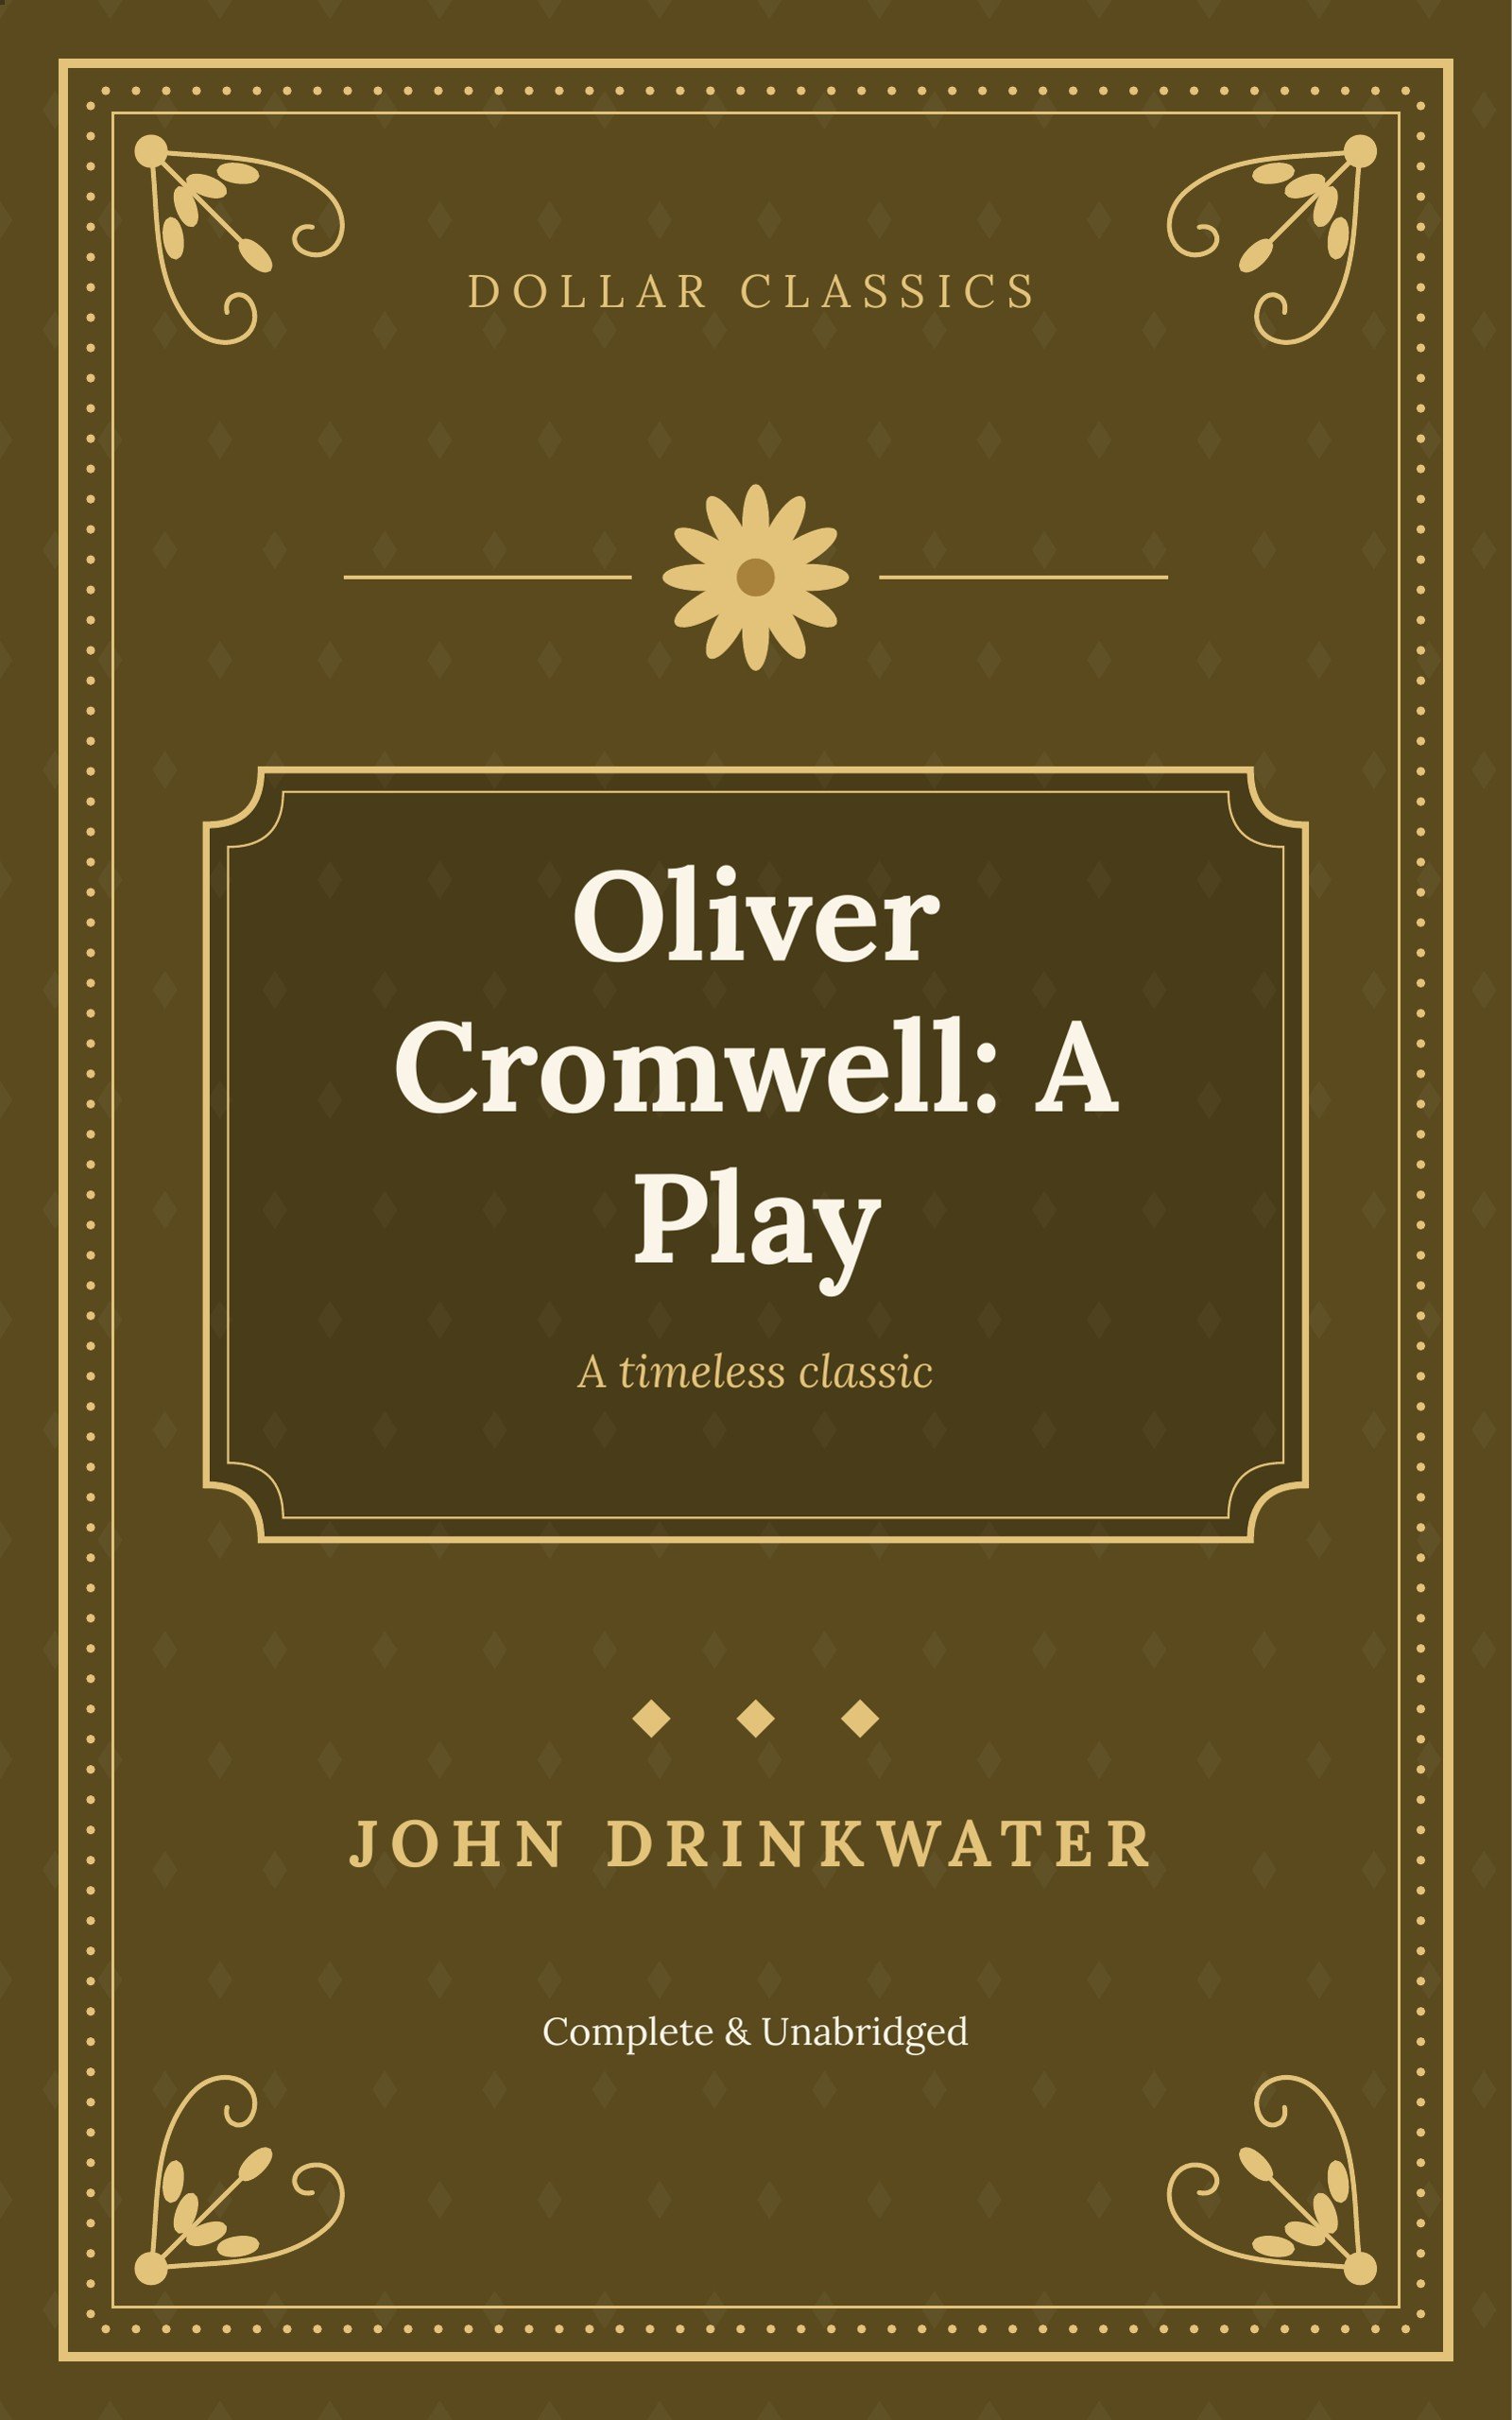 DOLLAR CLASSICS
Oliver
Cromwell: A
Play
A timeless classic
JOHN DRINKWATER
Complete & Unabridged